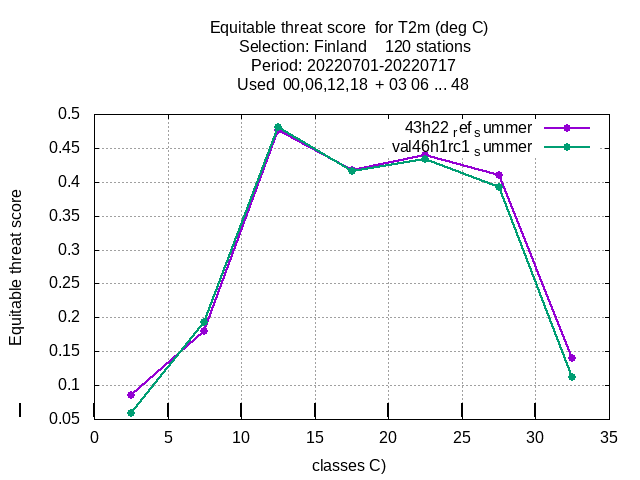 Equitable threat score for T2m (deg C)
Selection: Finland 120 stations
Period: 20220701-20220717
Used 00,06,12,18 + 03 06 ... 48
43h22 ref summer
val46h1rc1 summer
Equitable threat score
0.5
0.45
0.4
0.35
0.3
0.25
0.2
0.15
0.1
0.05
0 5 10 15 20 25 30 35
classes C)